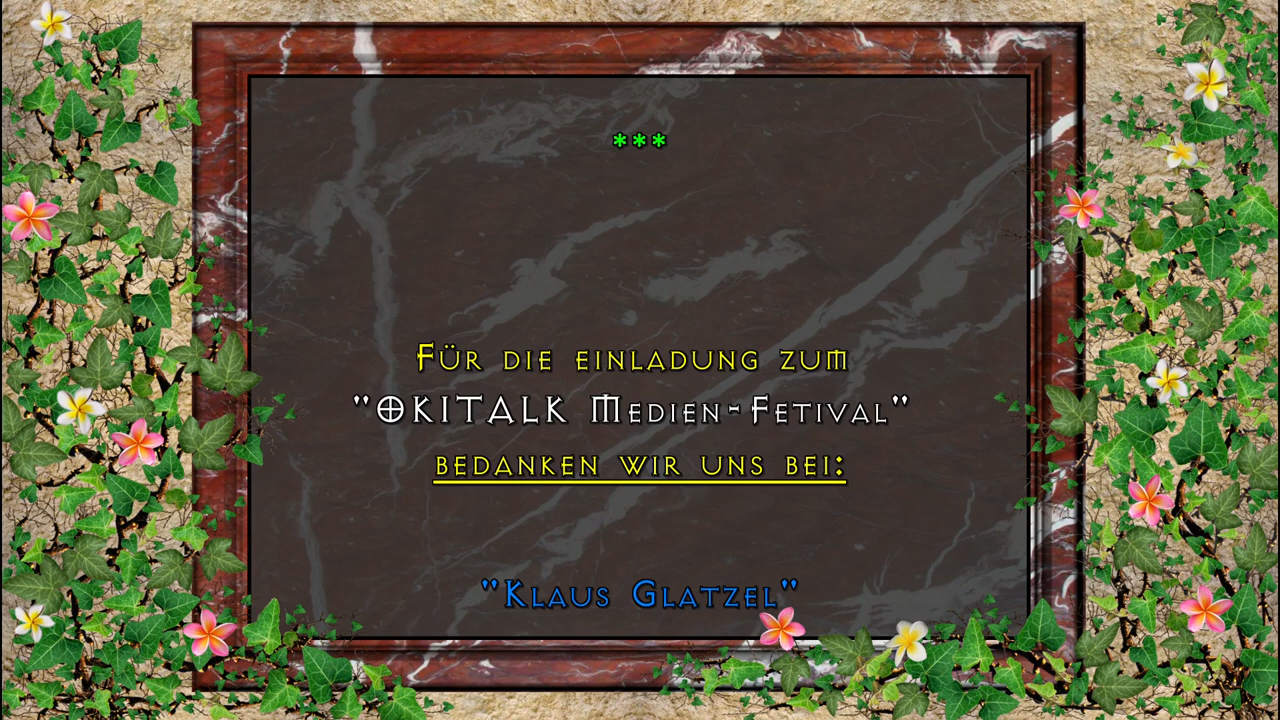 ***
Für die einladung zum
"OKITALK Medien-Fetival"
bedanken wir uns bei:
"Klaus Glatzel"